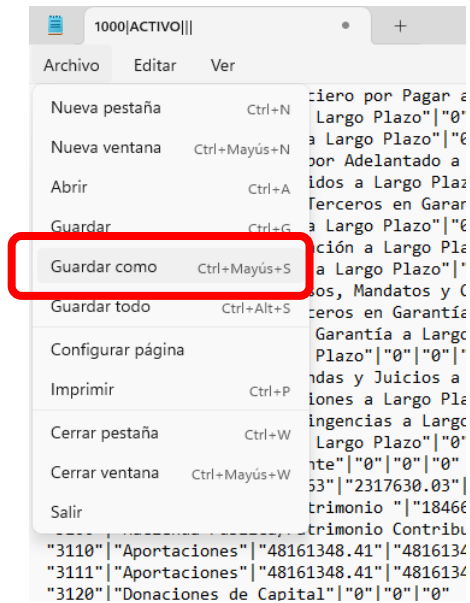 1000|ACTIVO||| +
Archivo Editar Ver
Nueva pestaña Ctrl+N
Nueva ventana Ctrl+Mayús+N
Abrir Ctrl+A
Guardar Ctrl+G
Guardar como Ctrl+Mayús+S
Guardar todo Ctrl+Alt+S
Configurar página
Imprimir Ctrl+P
Cerrar pestaña Ctrl+W
Cerrar ventana Ctrl+Mayús+W
Salir
ciero por Pagar a
Largo Plazo"|"0"
a Largo Plazo"|"0
por Adelantado a
idos a Largo Plaz
Terceros en Garan
a Largo Plazo"|"0
ción a Largo Pla
a Largo Plazo"|"
sos, Mandatos y C
ceros en Garantía
Garantía a Largo
Plazo"|"0"|"0"|"
ndas y Juicios a
iones a Largo Pla
ingencias a Largo
Largo Plazo"|"0"
nte"|"0"|"0"|"0"
53"|"2317630.03"|
trimonio "|"18466
trimonio Contribu
"3110"|"Aportaciones"|"48161348.41"|"4816134
"3111"|"Aportaciones"|"48161348.41"|"4816134
"3120"|"Donaciones de Capital"|"0"|"0"|"0"